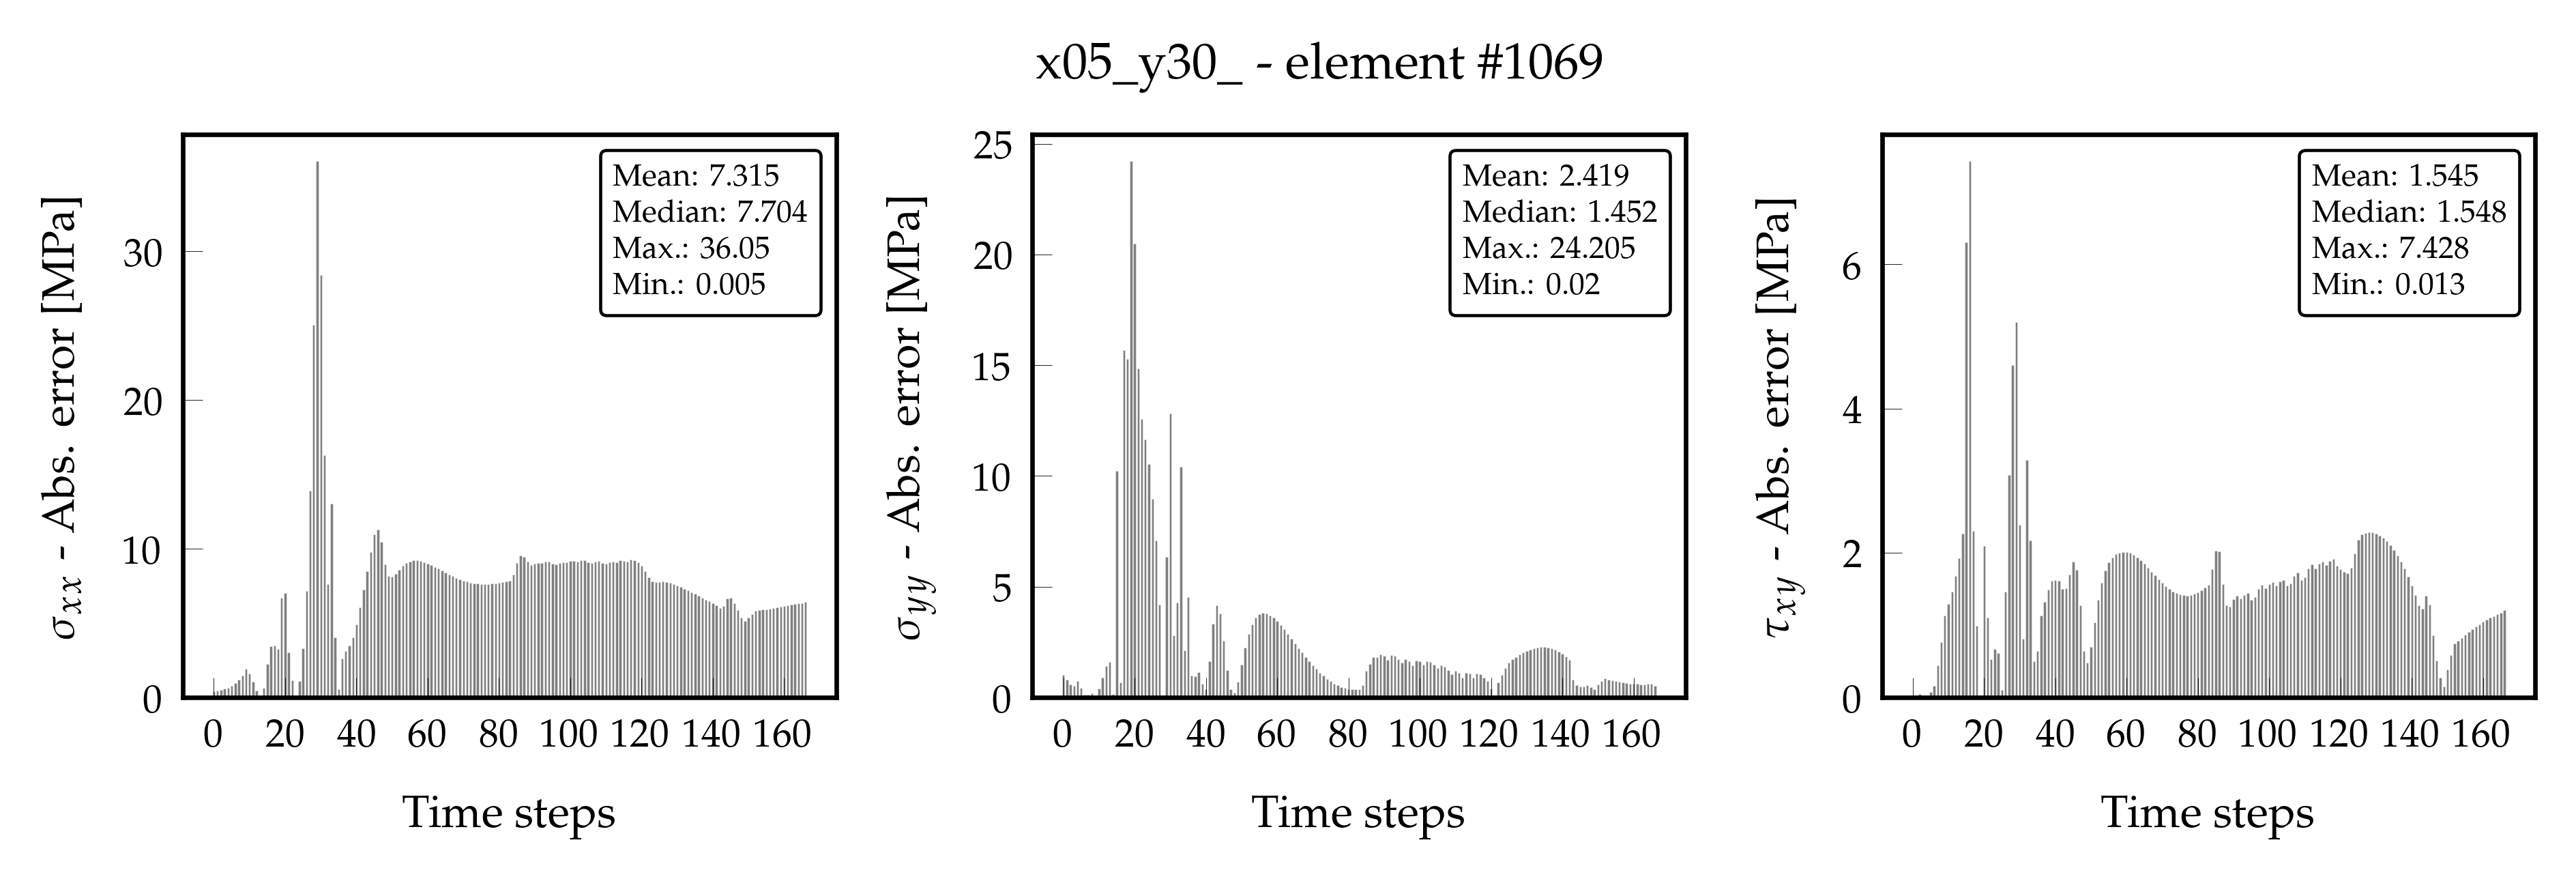 x05_y30_ - element #1069
σxx - Abs. error [MPa]
30
20
10
0
Mean: 7.315
Median: 7.704
Max.: 36.05
Min.: 0.005
0 20 40 60 80 100 120 140 160
Time steps
σyy - Abs. error [MPa]
25
20
15
10
5
0
Mean: 2.419
Median: 1.452
Max.: 24.205
Min.: 0.02
0 20 40 60 80 100 120 140 160
Time steps
τxy - Abs. error [MPa]
6
4
2
0
Mean: 1.545
Median: 1.548
Max.: 7.428
Min.: 0.013
0 20 40 60 80 100 120 140 160
Time steps